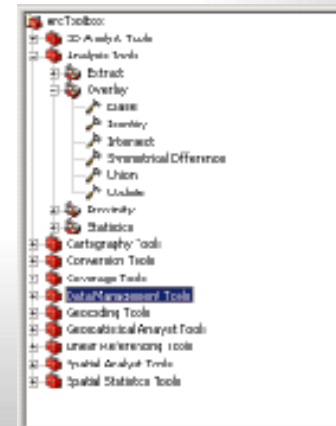 ArcToolbox
3D Analyst Tools
Analysis Tools
Extract
Overlay
Erase
Identity
Intersect
Symmetrical Difference
Union
Update
Proximity
Statistics
Cartography Tools
Conversion Tools
Coverage Tools
Data Management Tools
Geocoding Tools
Geostatistical Analyst Tools
Linear Referencing Tools
Spatial Analyst Tools
Spatial Statistics Tools